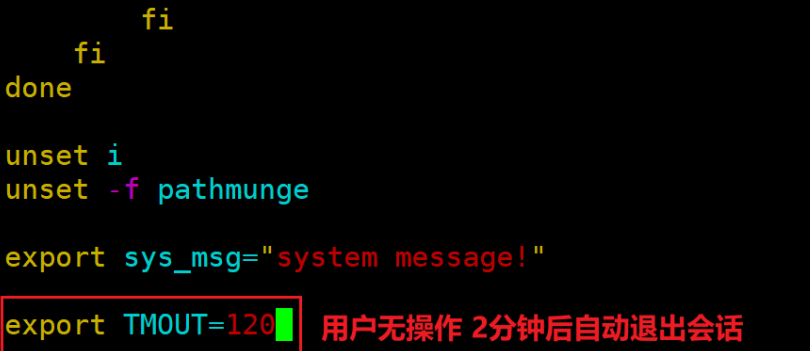 fi
fi
done
unset i
unset -f pathmunge
export sys_msg="system message!"
export TMOUT=120 用户无操作 2分钟后自动退出会话